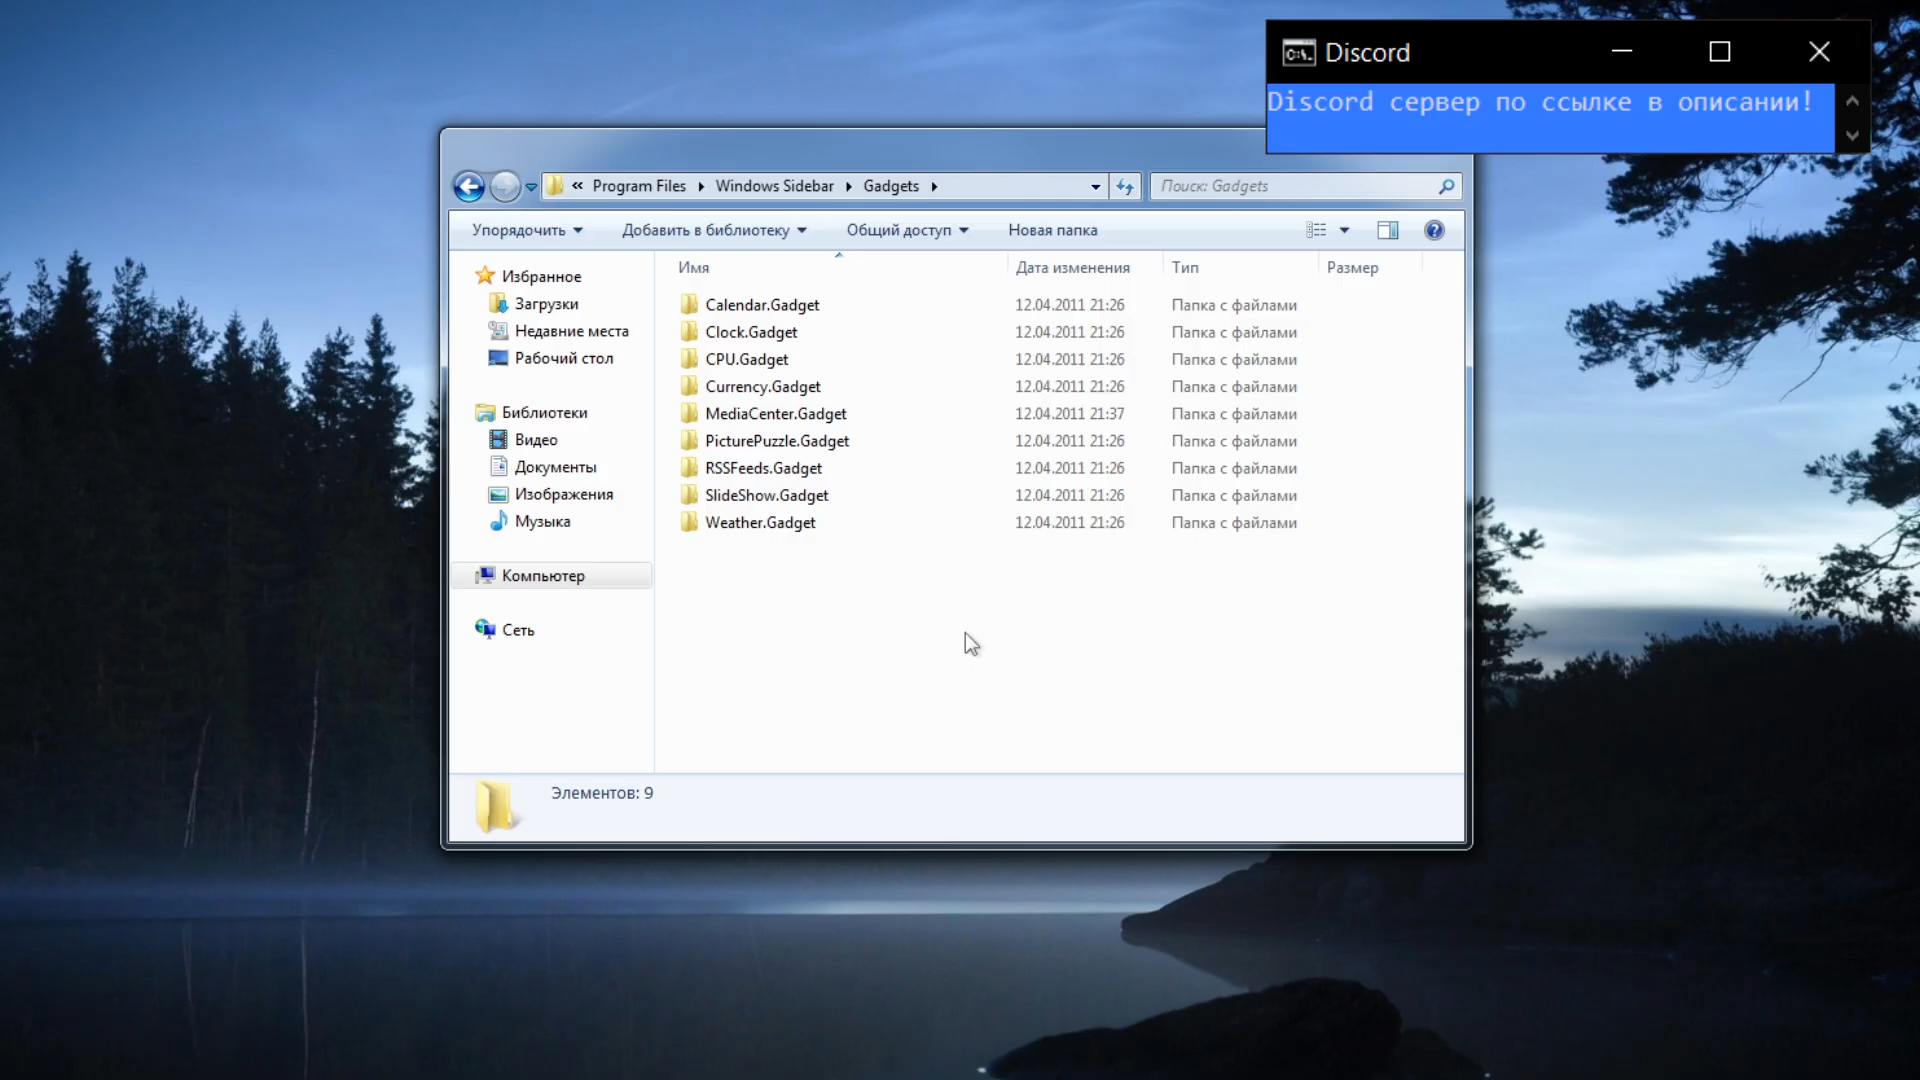 Discord
Discord сервер по ссылке в описании!
« Program Files Windows Sidebar Gadgets
Поиск: Gadgets
Упорядочить Добавить в библиотеку Общий доступ Новая папка
Избранное
Загрузки
Недавние места
Рабочий стол
Библиотеки
Видео
Документы
Изображения
Музыка
Компьютер
Сеть
Имя Дата изменения Тип Размер
Calendar.Gadget 12.04.2011 21:26 Папка с файлами
Clock.Gadget 12.04.2011 21:26 Папка с файлами
CPU.Gadget 12.04.2011 21:26 Папка с файлами
Currency.Gadget 12.04.2011 21:26 Папка с файлами
MediaCenter.Gadget 12.04.2011 21:37 Папка с файлами
PicturePuzzle.Gadget 12.04.2011 21:26 Папка с файлами
RSSFeeds.Gadget 12.04.2011 21:26 Папка с файлами
SlideShow.Gadget 12.04.2011 21:26 Папка с файлами
Weather.Gadget 12.04.2011 21:26 Папка с файлами
Элементов: 9